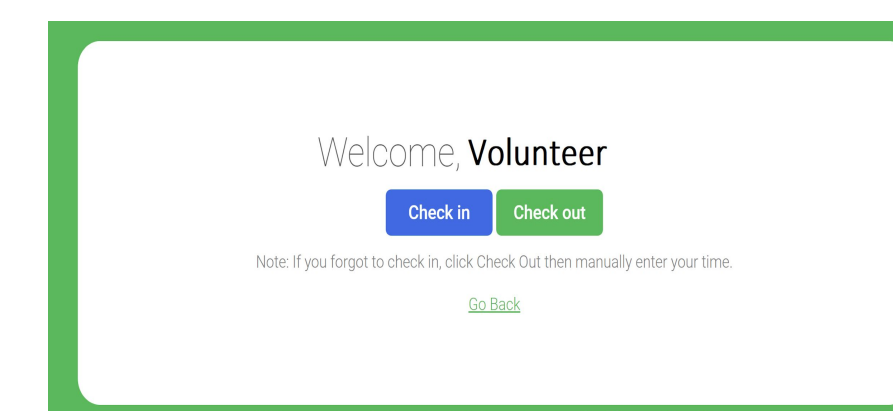 Welcome, Volunteer
Check in Check out
Note: If you forgot to check in, click Check Out then manually enter your time.
Go Back